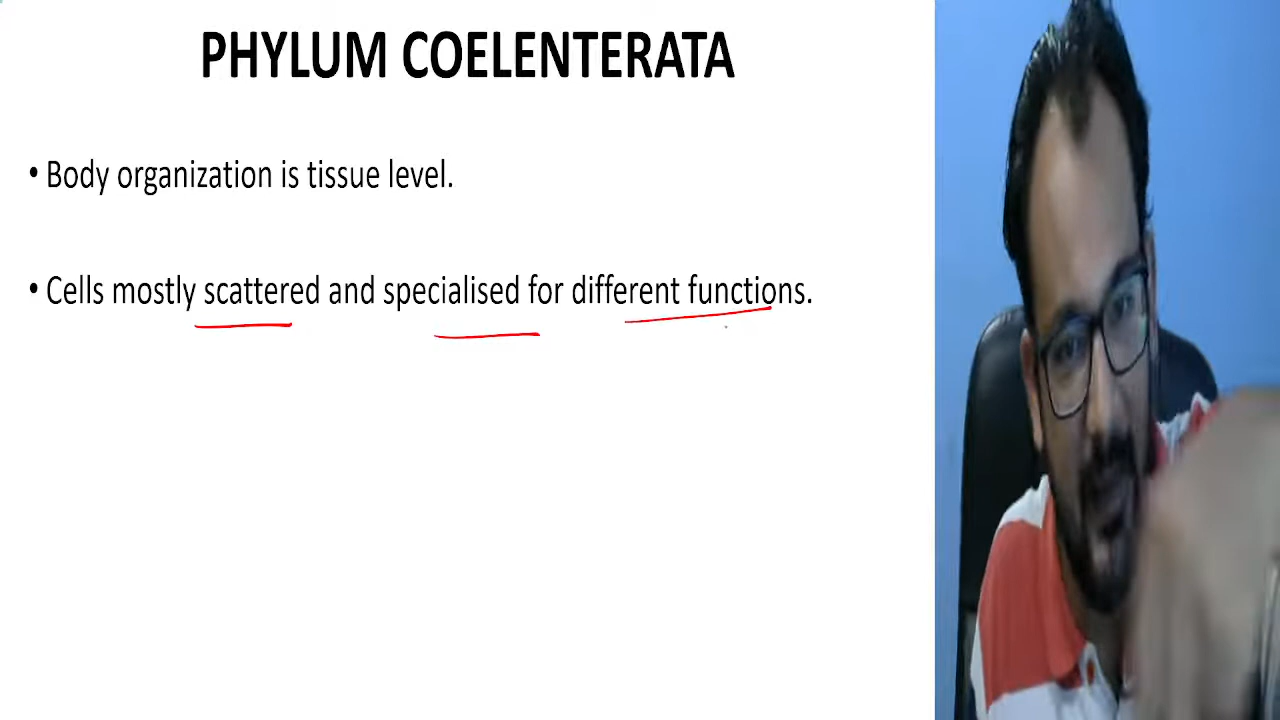 PHYLUM COELENTERATA
• Body organization is tissue level.
• Cells mostly scattered and specialised for different functions.